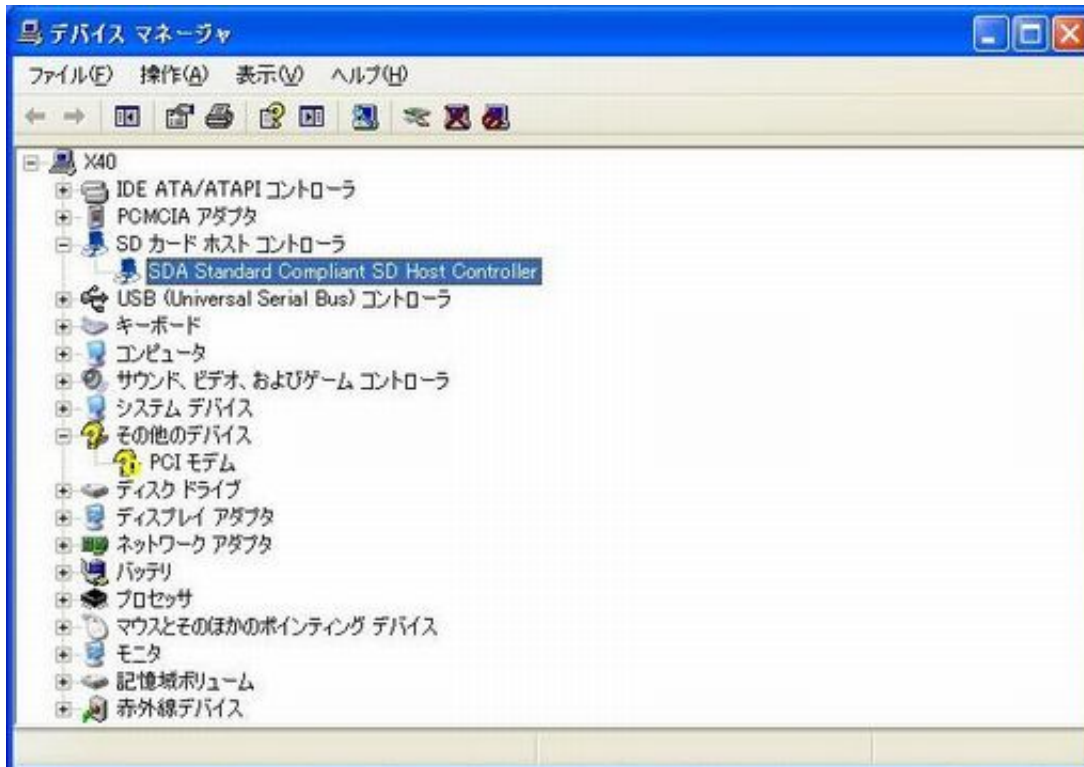 デバイス マネージャ
ファイル(F) 操作(A) 表示(V) ヘルプ(H)
X40
IDE ATA/ATAPI コントローラ
PCMCIA アダプタ
SD カード ホスト コントローラ
SDA Standard Compliant SD Host Controller
USB (Universal Serial Bus) コントローラ
キーボード
コンピュータ
サウンド、ビデオ、およびゲーム コントローラ
システム デバイス
その他のデバイス
PCI モデム
ディスク ドライブ
ディスプレイ アダプタ
ネットワーク アダプタ
バッテリ
プロセッサ
マウスとそのほかのポインティング デバイス
モニタ
記憶域ボリューム
赤外線デバイス